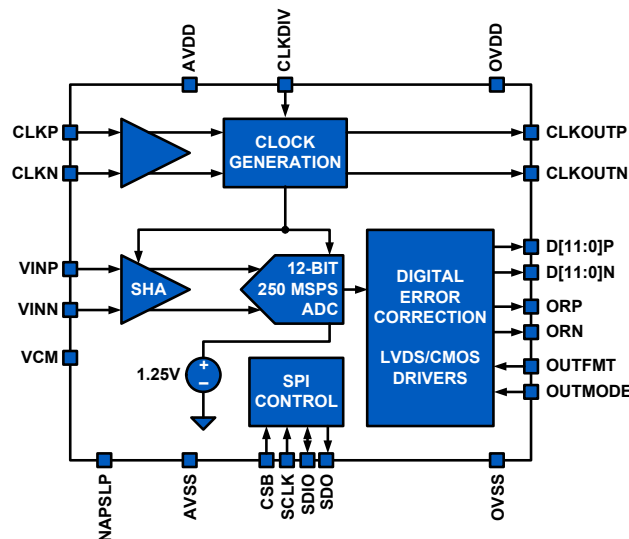 AVDD
CLKDIV
OVDD
CLKP
CLKN
CLOCK
GENERATION
CLKOUTP
CLKOUTN
VINP
VINN
VCM
SHA
12-BIT
250 MSPS
ADC
1.25V
+
−
DIGITAL
ERROR
CORRECTION
LVDS/CMOS
DRIVERS
D[11:0]P
D[11:0]N
ORP
ORN
OUTFMT
OUTMODE
SPI
CONTROL
NAPSLP
AVSS
CSB
SCLK
SDIO
SDO
OVSS